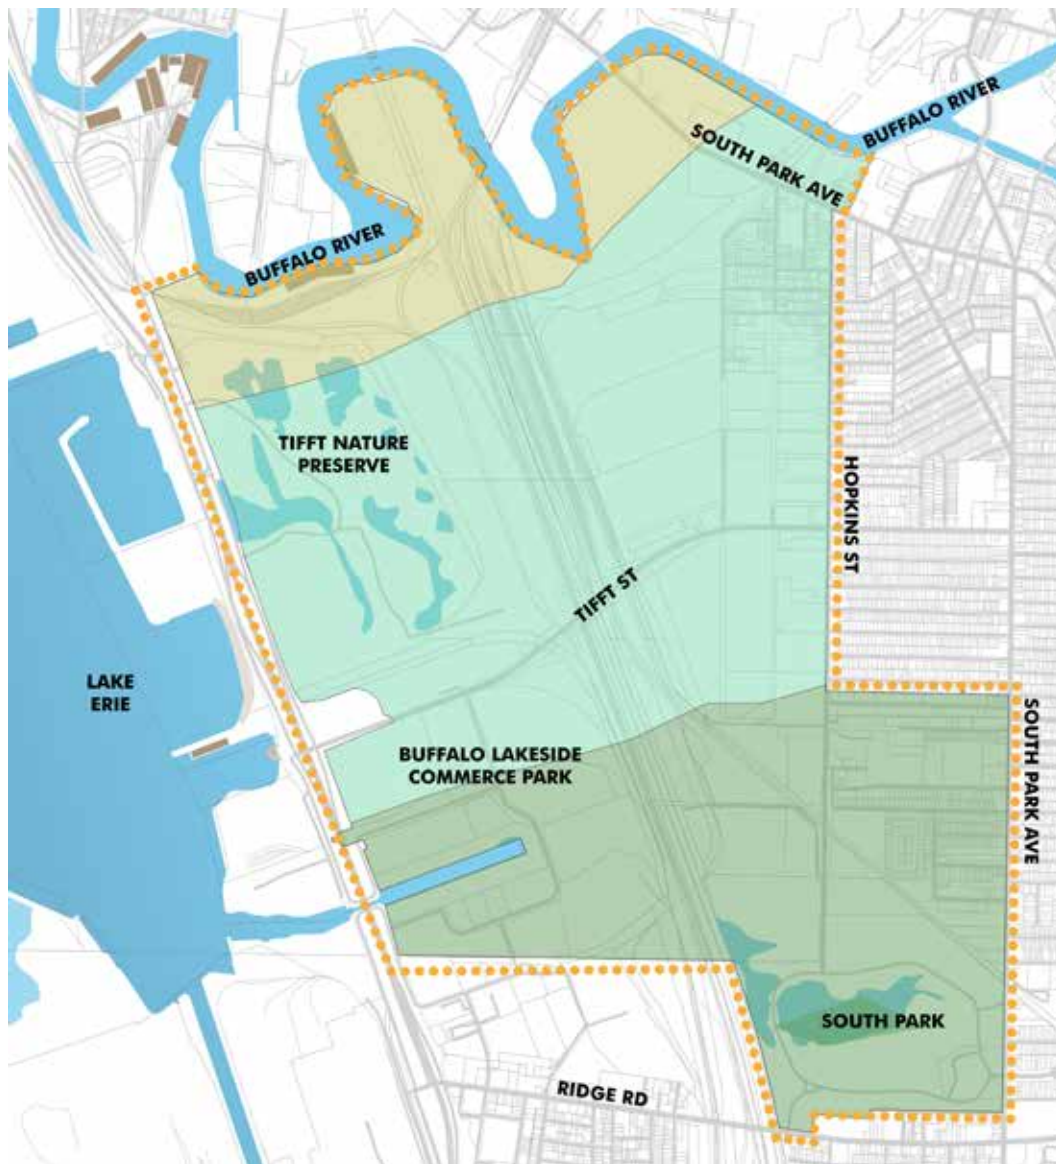 BUFFALO RIVER
SOUTH PARK AVE
BUFFALO RIVER
TIFFT NATURE
PRESERVE
HOPKINS ST
TIFFT ST
LAKE
ERIE
BUFFALO LAKESIDE
COMMERCE PARK
SOUTH PARK AVE
SOUTH PARK
RIDGE RD